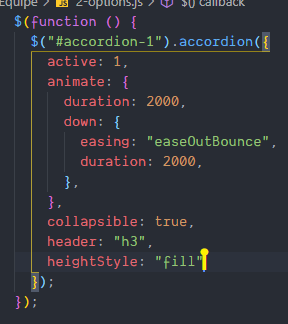 Equipe > JS 2-options.js > callback
$(function () {
$("#accordion-1").accordion({
active: 1,
animate: {
duration: 2000,
down: {
easing: "easeOutBounce",
duration: 2000,
},
},
collapsible: true,
header: "h3",
heightStyle: "fill"
});
});